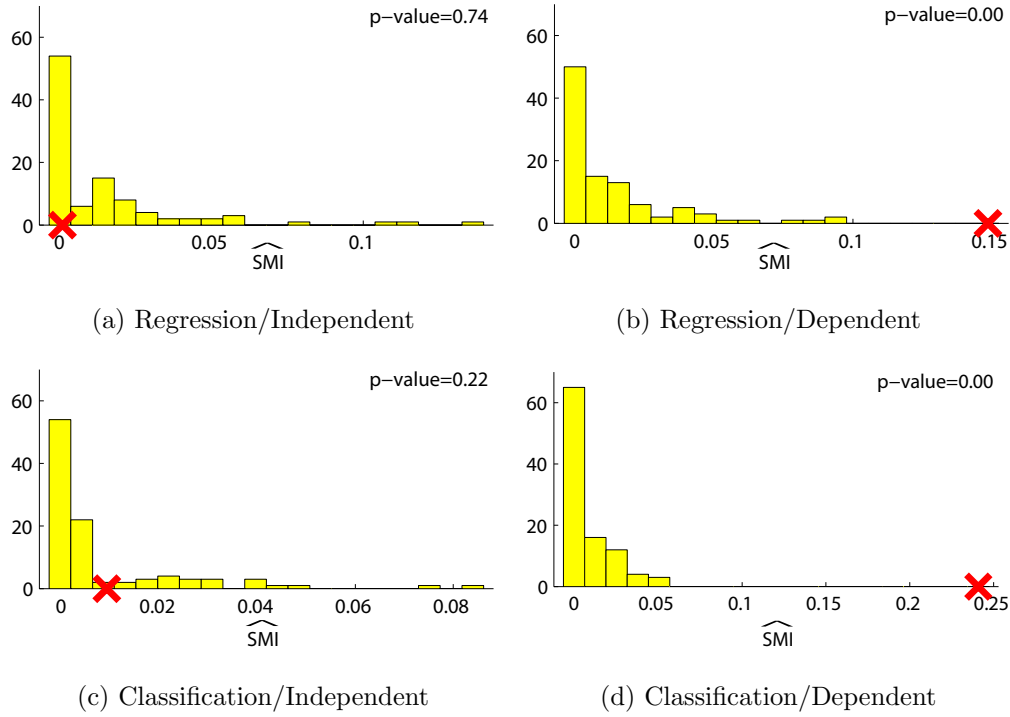 p−value=0.74
60
40
20
0
0 0.05 0.1
SMI
(a) Regression/Independent
p−value=0.00
60
40
20
0
0 0.05 0.1 0.15
SMI
(b) Regression/Dependent
p−value=0.22
60
40
20
0
0 0.02 0.04 0.06 0.08
SMI
(c) Classification/Independent
p−value=0.00
60
40
20
0
0 0.05 0.1 0.15 0.2 0.25
SMI
(d) Classification/Dependent